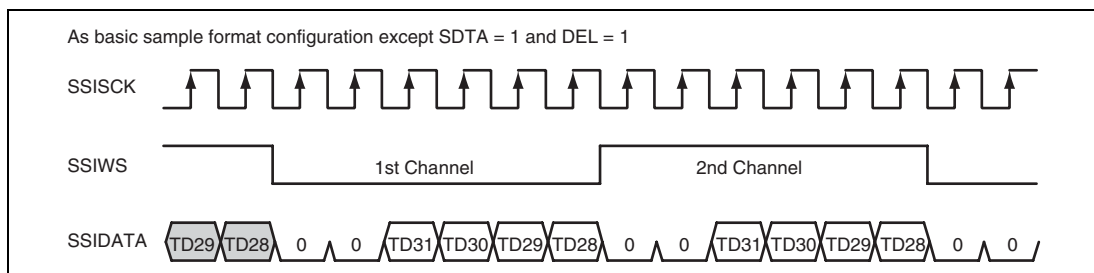 As basic sample format configuration except SDTA = 1 and DEL = 1
SSISCK
SSIWS 1st Channel 2nd Channel
SSIDATA TD29 TD28 0 0 TD31 TD30 TD29 TD28 0 0 TD31 TD30 TD29 TD28 0 0